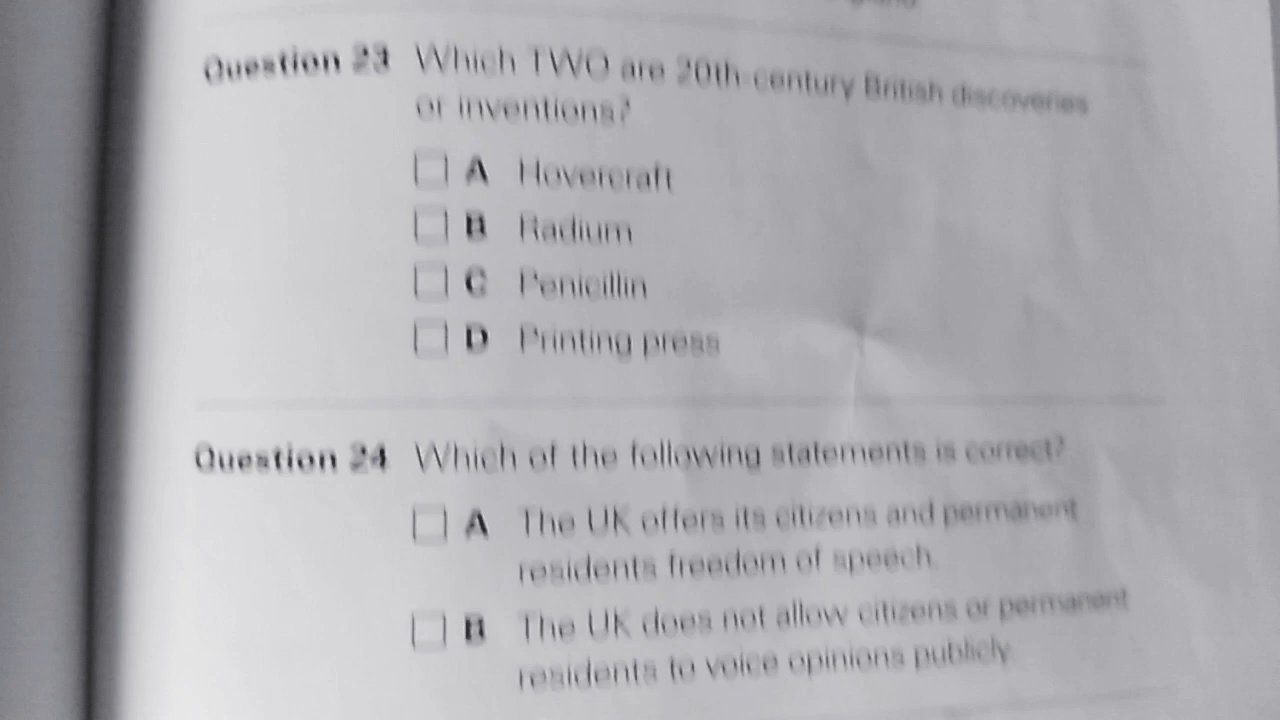 Question 23 Which TWO are 20th-century British discoveries
or inventions?
A Hovercraft
B Radium
C Penicillin
D Printing press
Question 24 Which of the following statements is correct?
A The UK offers its citizens and permanent
residents freedom of speech.
B The UK does not allow citizens or permanent
residents to voice opinions publicly.